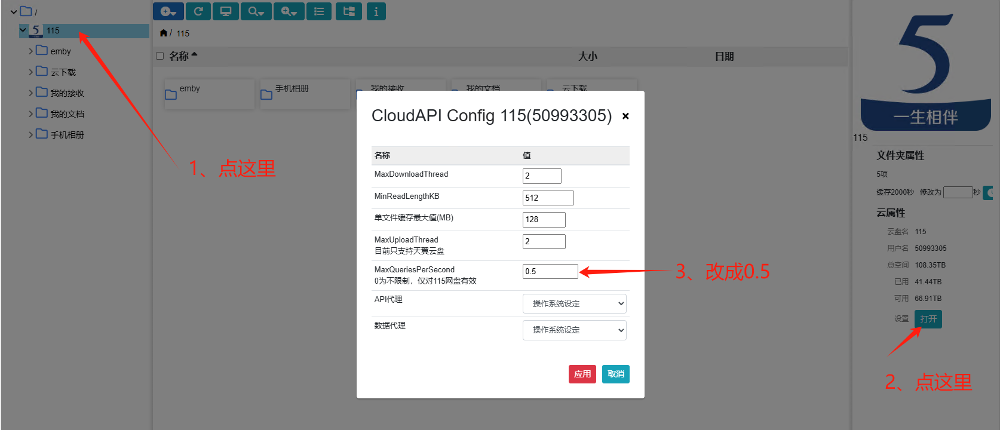 /
115
emby
云下载
我的接收
我的文档
手机相册
1、点这里
/ 115
名称 大小 日期
emby
手机相册
我的接收
我的文档
云下载
CloudAPI Config 115(50993305) ×
名称 值
MaxDownloadThread 2
MinReadLengthKB 512
单文件缓存最大值(MB) 128
MaxUploadThread 2
目前只支持天翼云盘
MaxQueriesPerSecond 0.5
0为不限制，仅对115网盘有效
API代理 操作系统设定
数据代理 操作系统设定
应用 取消
3、改成0.5
5
一生相伴
115
文件夹属性
5项
缓存2000秒 修改为 秒
云属性
云盘名 115
用户名 50993305
总空间 108.35TB
已用 41.44TB
可用 66.91TB
设置 打开
2、点这里